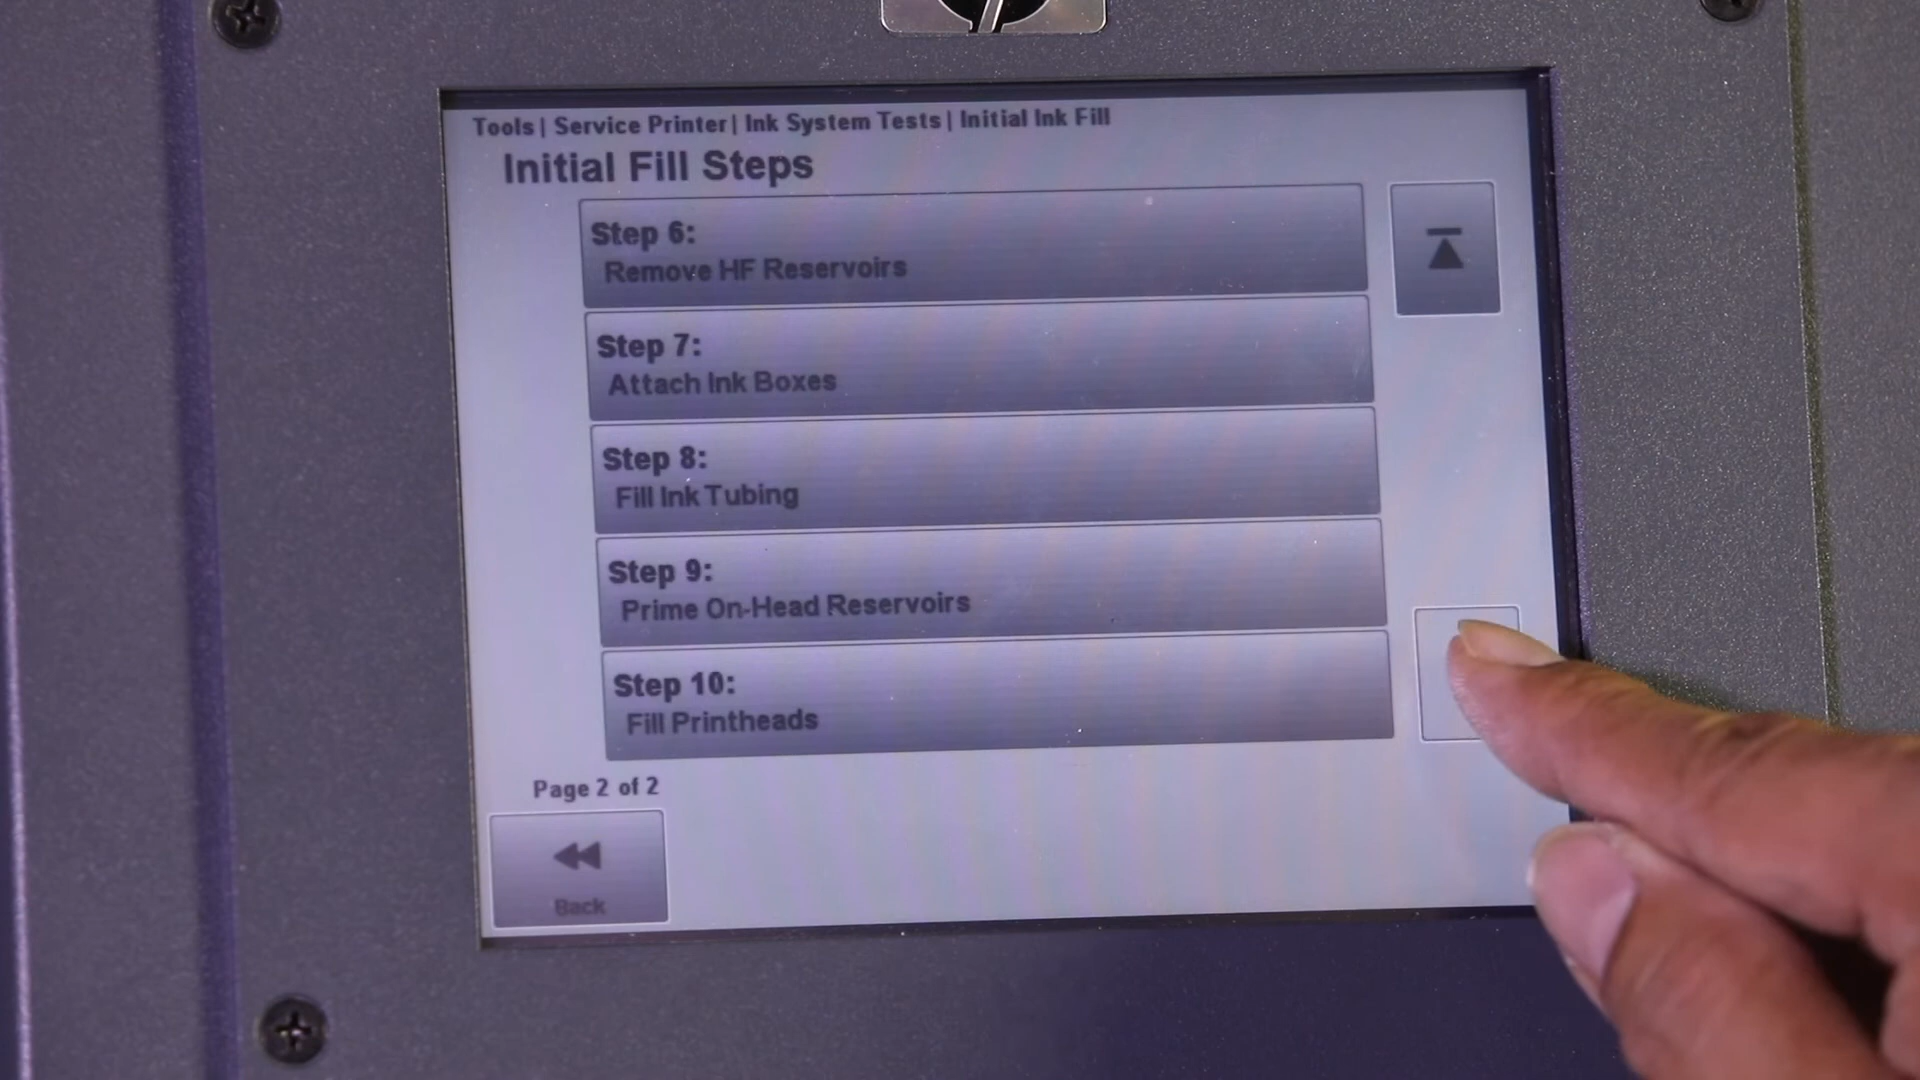 Tools | Service Printer | Ink System Tests | Initial Ink Fill
Initial Fill Steps
Step 6:
Remove HF Reservoirs
Step 7:
Attach Ink Boxes
Step 8:
Fill Ink Tubing
Step 9:
Prime On-Head Reservoirs
Step 10:
Fill Printheads
Page 2 of 2
Back